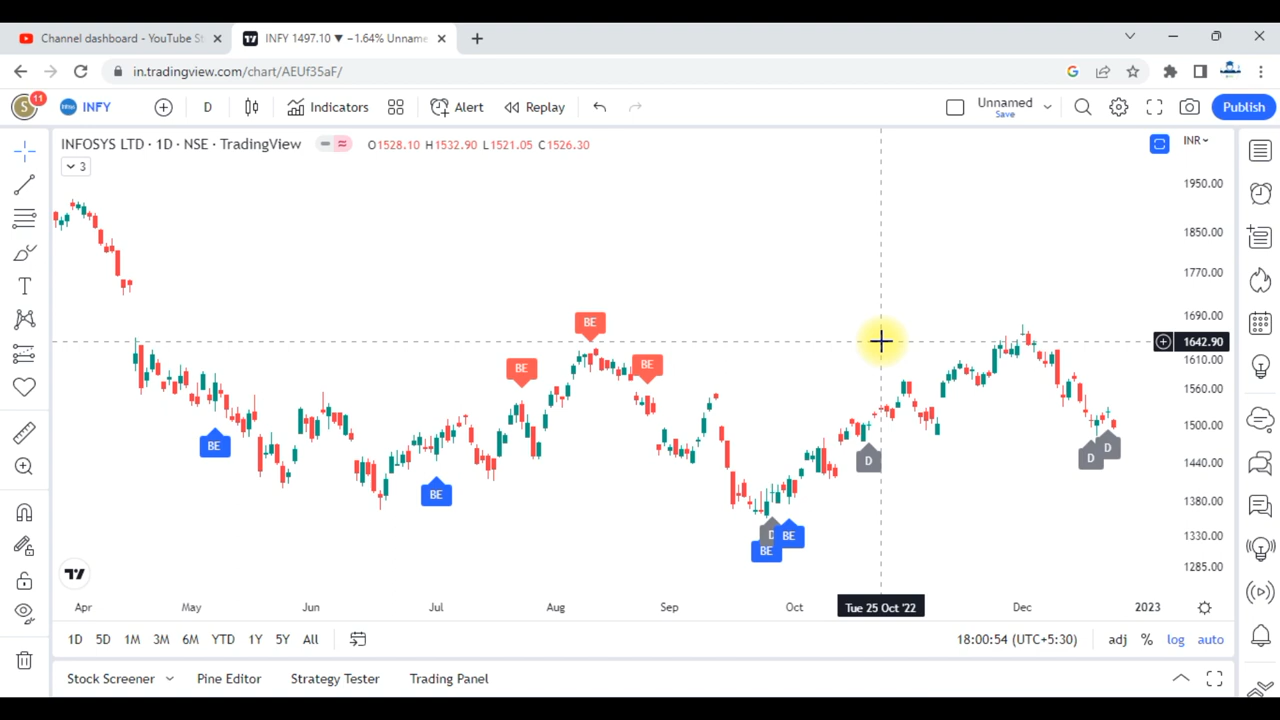 Channel dashboard - YouTube St
INFY 1497.10 ▼ −1.64% Unname
in.tradingview.com/chart/AEUf35aF/
S 11 INFY D Indicators Alert Replay Unnamed Save Publish
INFOSYS LTD · 1D · NSE · TradingView O1528.10 H1532.90 L1521.05 C1526.30 INR
3
1950.00
1850.00
1770.00
1690.00
1642.90
1610.00
1560.00
1500.00
1440.00
1380.00
1330.00
1285.00
BE
BE
BE
BE
BE
D
BE
BE
D
D
D
Apr May Jun Jul Aug Sep Oct Tue 25 Oct '22 Dec 2023
1D 5D 1M 3M 6M YTD 1Y 5Y All 18:00:54 (UTC+5:30) adj % log auto
Stock Screener Pine Editor Strategy Tester Trading Panel